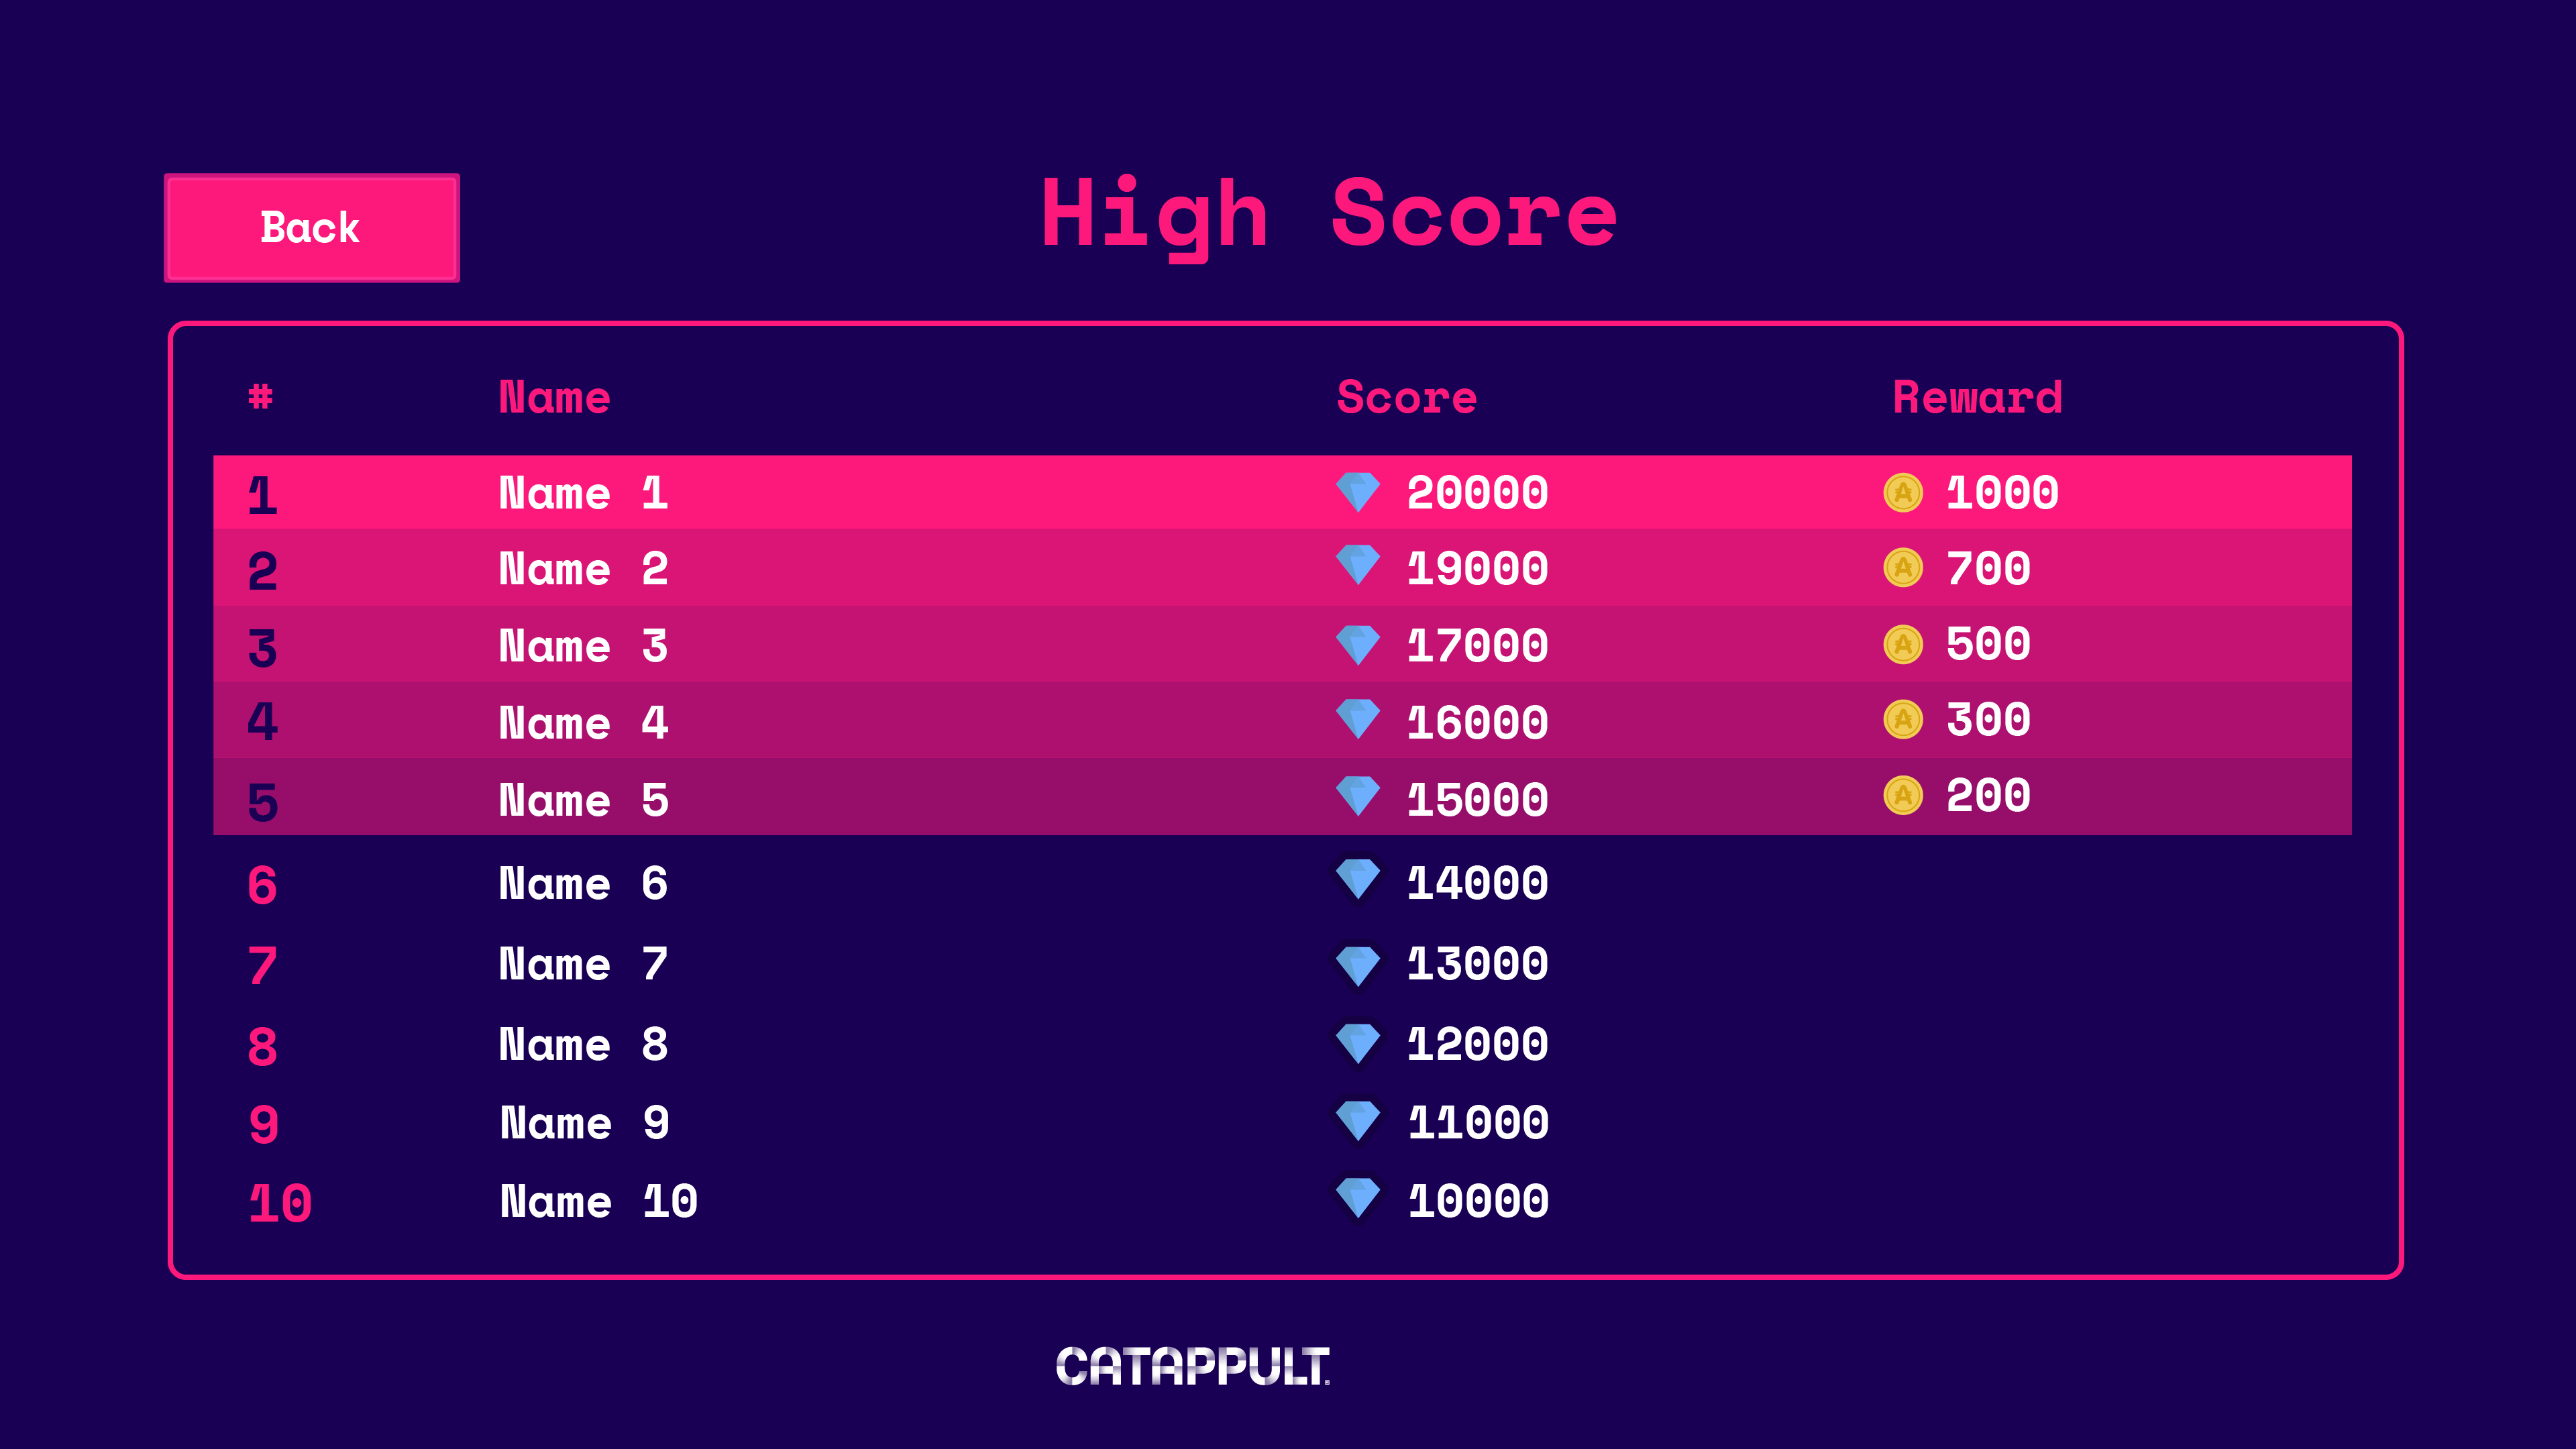 Back
High Score
# Name Score Reward
1 Name 1 20000 1000
2 Name 2 19000 700
3 Name 3 17000 500
4 Name 4 16000 300
5 Name 5 15000 200
6 Name 6 14000
7 Name 7 13000
8 Name 8 12000
9 Name 9 11000
10 Name 10 10000
CATAPPULT.